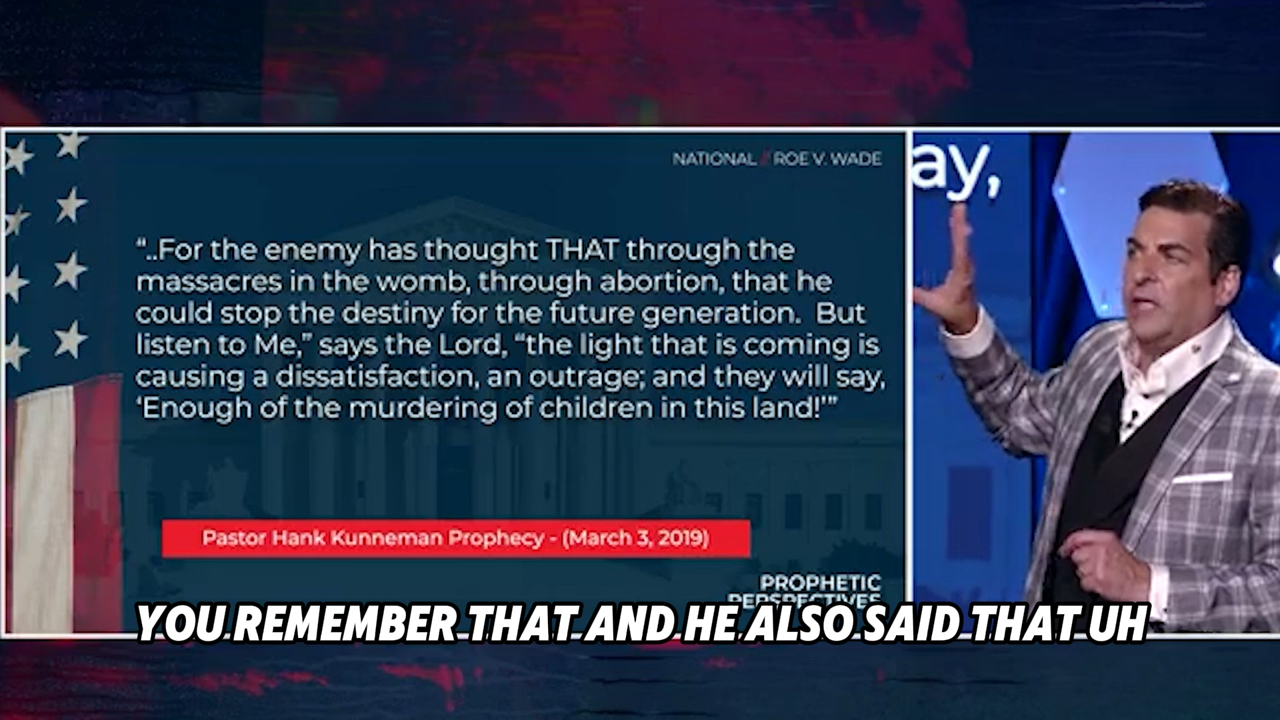 NATIONAL // ROE V. WADE
“..For the enemy has thought THAT through the
massacres in the womb, through abortion, that he
could stop the destiny for the future generation. But
listen to Me,” says the Lord, “the light that is coming is
causing a dissatisfaction, an outrage; and they will say,
‘Enough of the murdering of children in this land!’”
Pastor Hank Kunneman Prophecy - (March 3, 2019)
PROPHETIC
PERSPECTIVES
ay,
YOU REMEMBER THAT AND HE ALSO SAID THAT UH